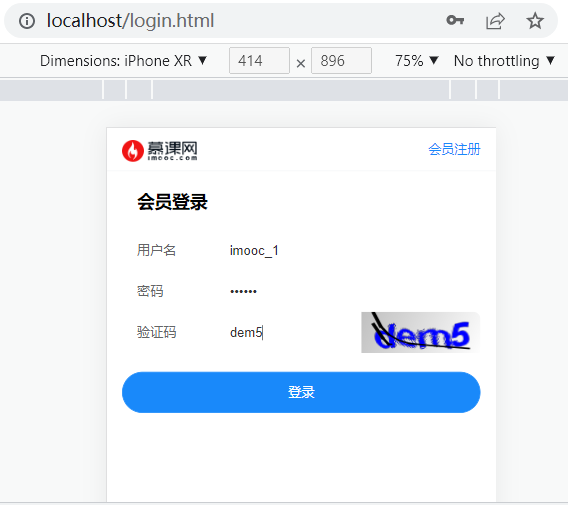 localhost/login.html
Dimensions: iPhone XR ▼ 414 × 896 75% ▼ No throttling ▼
慕课网
imooc.com
会员注册
会员登录
用户名 imooc_1
密码 ••••••
验证码 dem5 dem5
登录